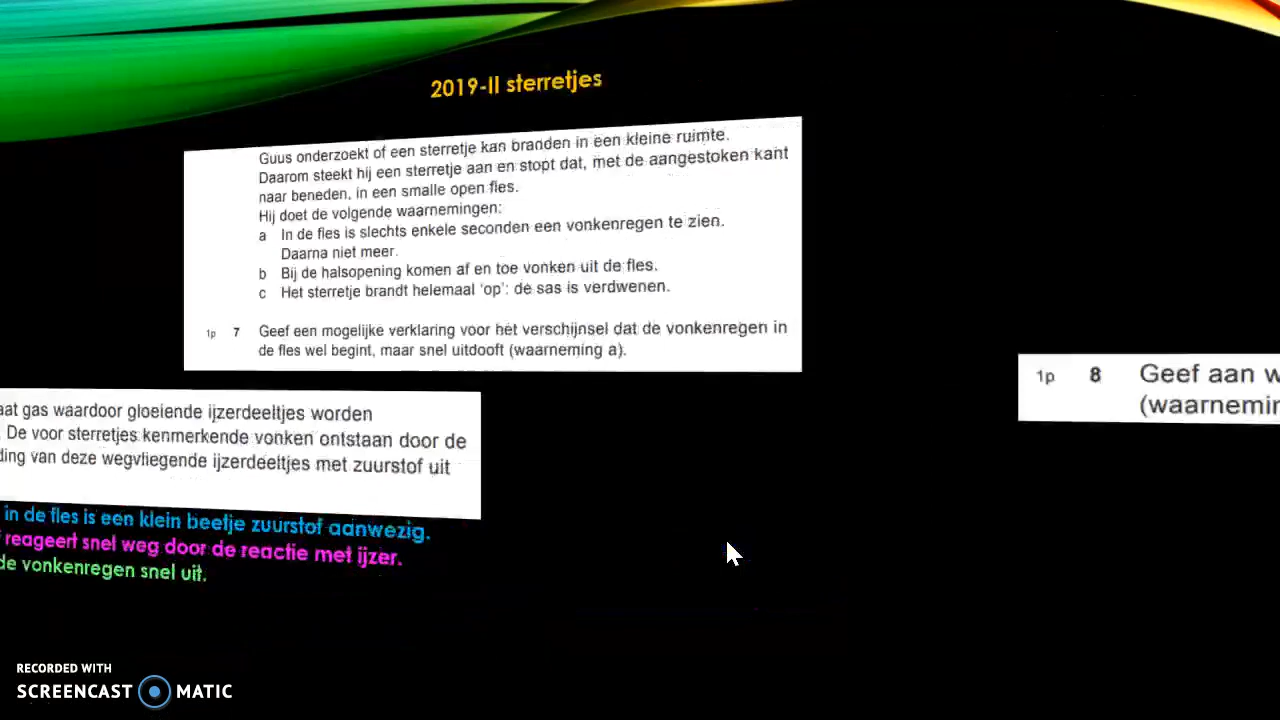 2019-II sterretjes
Guus onderzoekt of een sterretje kan branden in een kleine ruimte.
Daarom steekt hij een sterretje aan en stopt dat, met de aangestoken kant
naar beneden, in een smalle open fles.
Hij doet de volgende waarnemingen:
a In de fles is slechts enkele seconden een vonkenregen te zien.
Daarna niet meer.
b Bij de halsopening komen af en toe vonken uit de fles.
c Het sterretje brandt helemaal ‘op’: de sas is verdwenen.
1p 7 Geef een mogelijke verklaring voor het verschijnsel dat de vonkenregen in
de fles wel begint, maar snel uitdooft (waarneming a).
1p 8 Geef aan
gas waardoor gloeiende ijzerdeeltjes worden
. De voor sterretjes kenmerkende vonken ontstaan door de
van deze wegvliegende ijzerdeeltjes met zuurstof uit
in de fles is een klein beetje zuurstof aanwezig.
reageert snel weg door de reactie met ijzer.
de vonkenregen snel uit.
RECORDED WITH
SCREENCAST MATIC